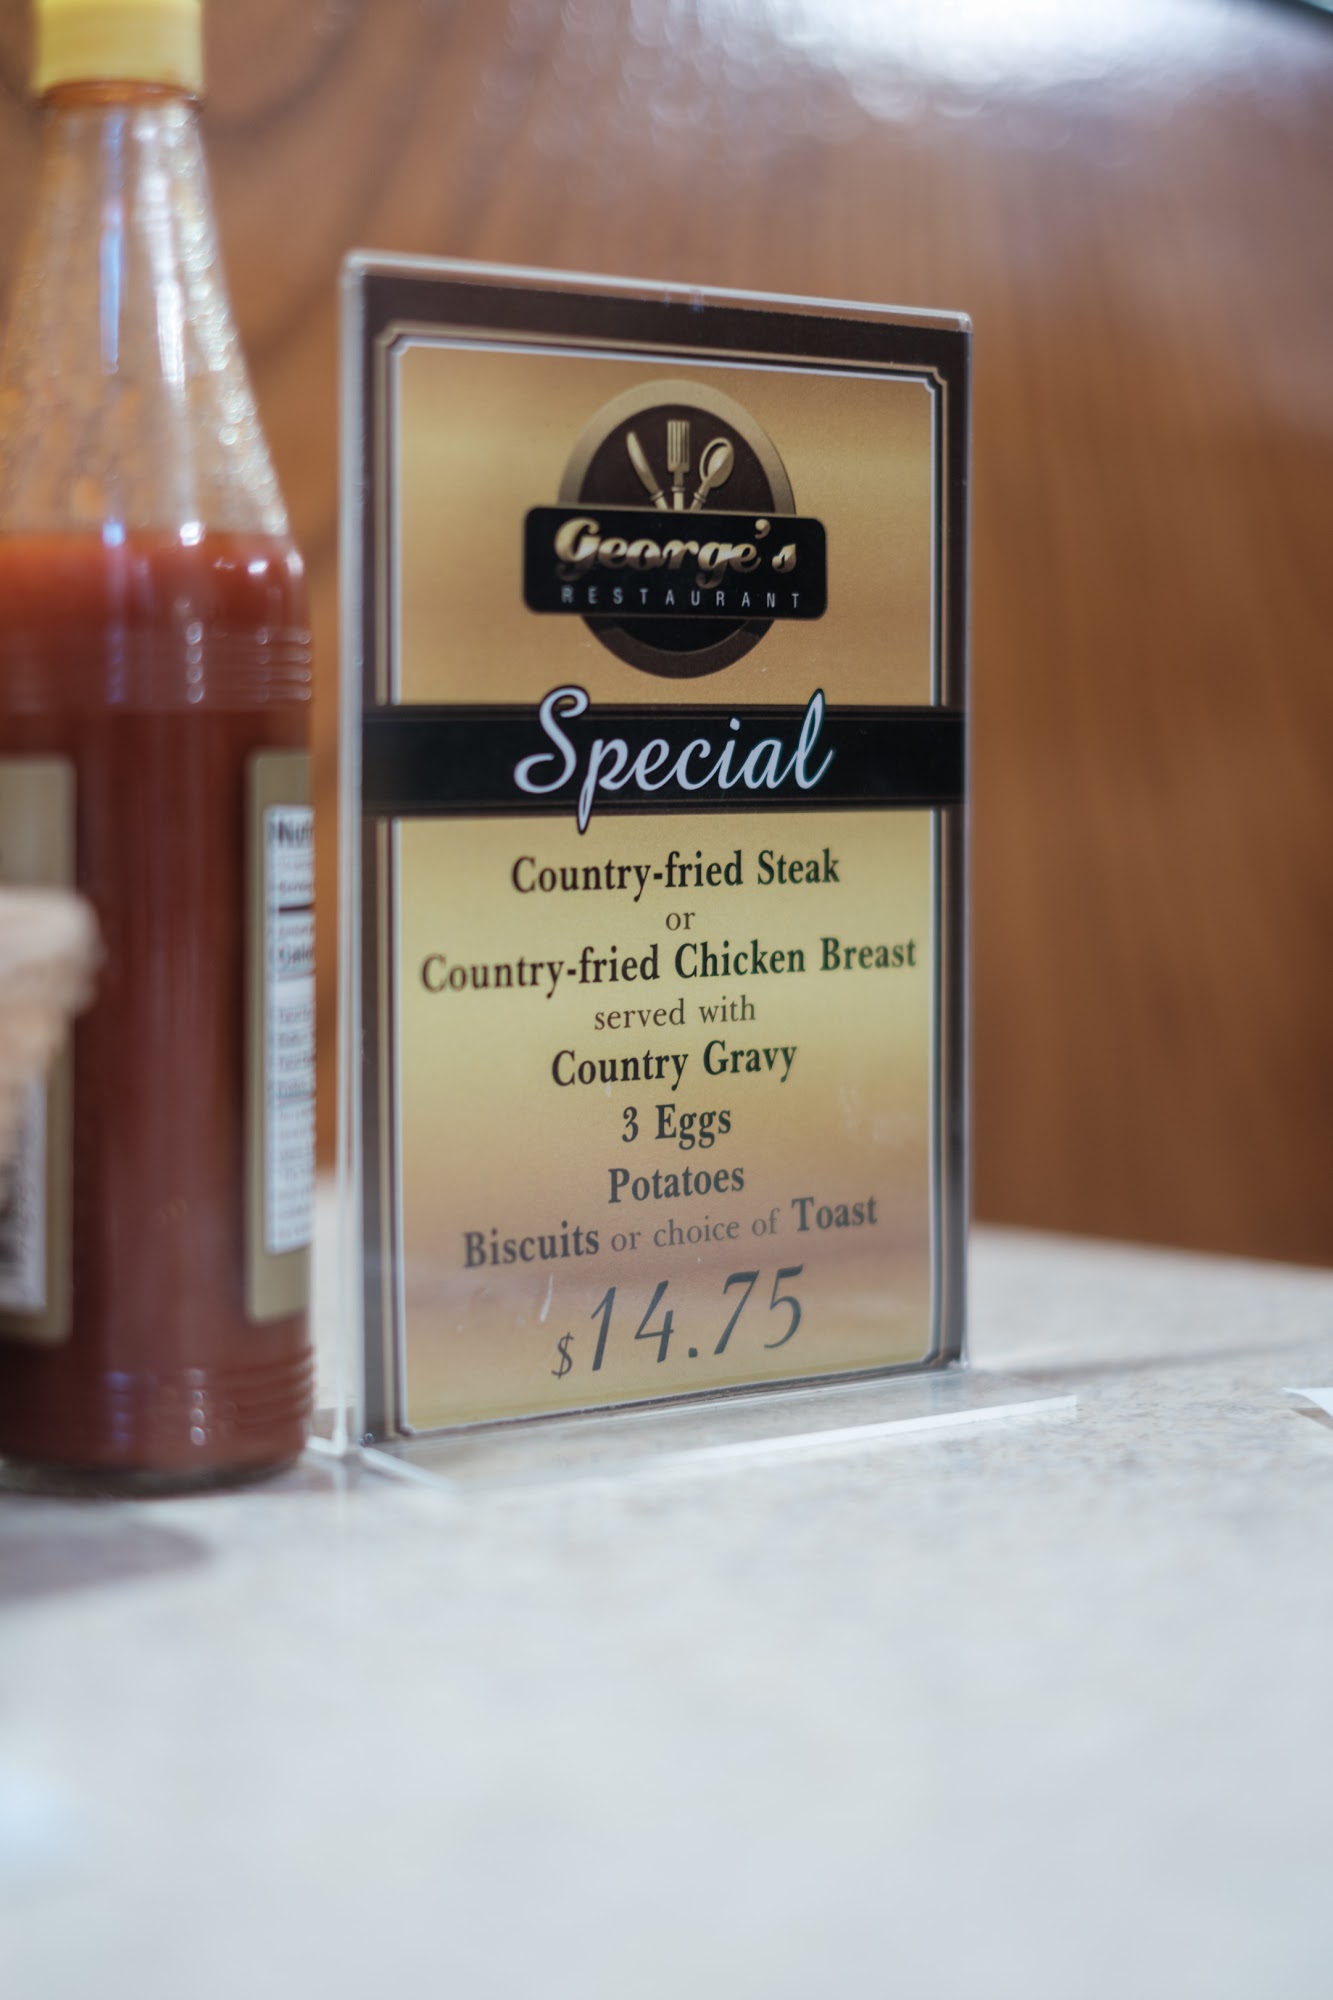 George's
RESTAURANT
Special
Country-fried Steak
or
Country-fried Chicken Breast
served with
Country Gravy
3 Eggs
Potatoes
Biscuits or choice of Toast
$14.75